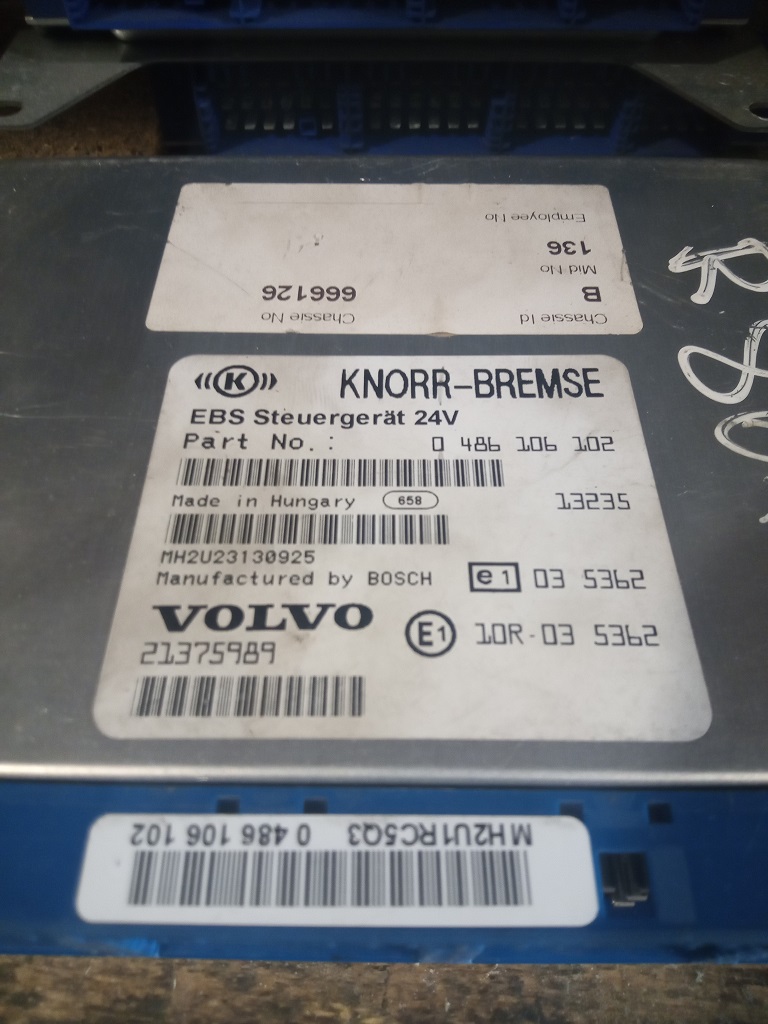 Employee No
136
Mid No
B 666126
Chassie Id Chassie No
K KNORR-BREMSE
EBS Steuergerät 24V
Part No.: 0 486 106 102
Made in Hungary 658 13235
MH2U23130925
Manufactured by BOSCH e1 03 5362
VOLVO E1 10R-03 5362
21375989
MH2U1RC5Q3 0 486 106 102